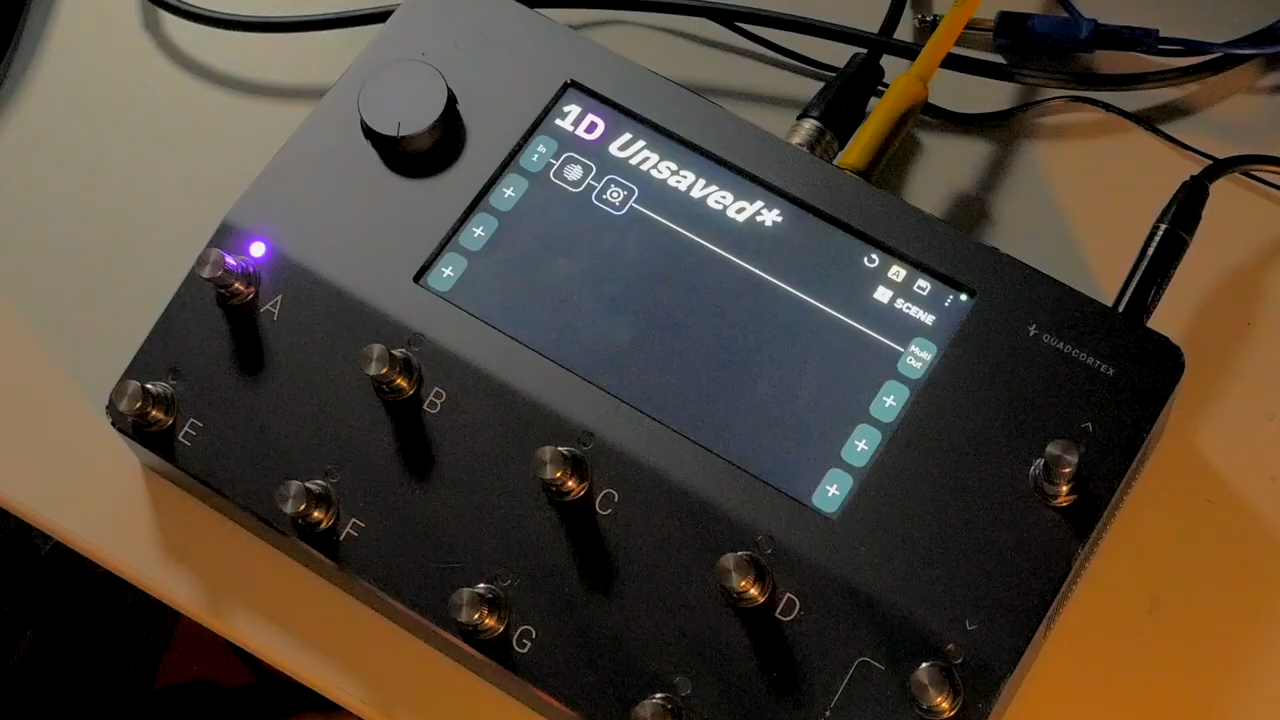 1D Unsaved*
In
1
A
SCENE
Multi
Out
QUADCORTEX
A
B
E
C
F
D
G